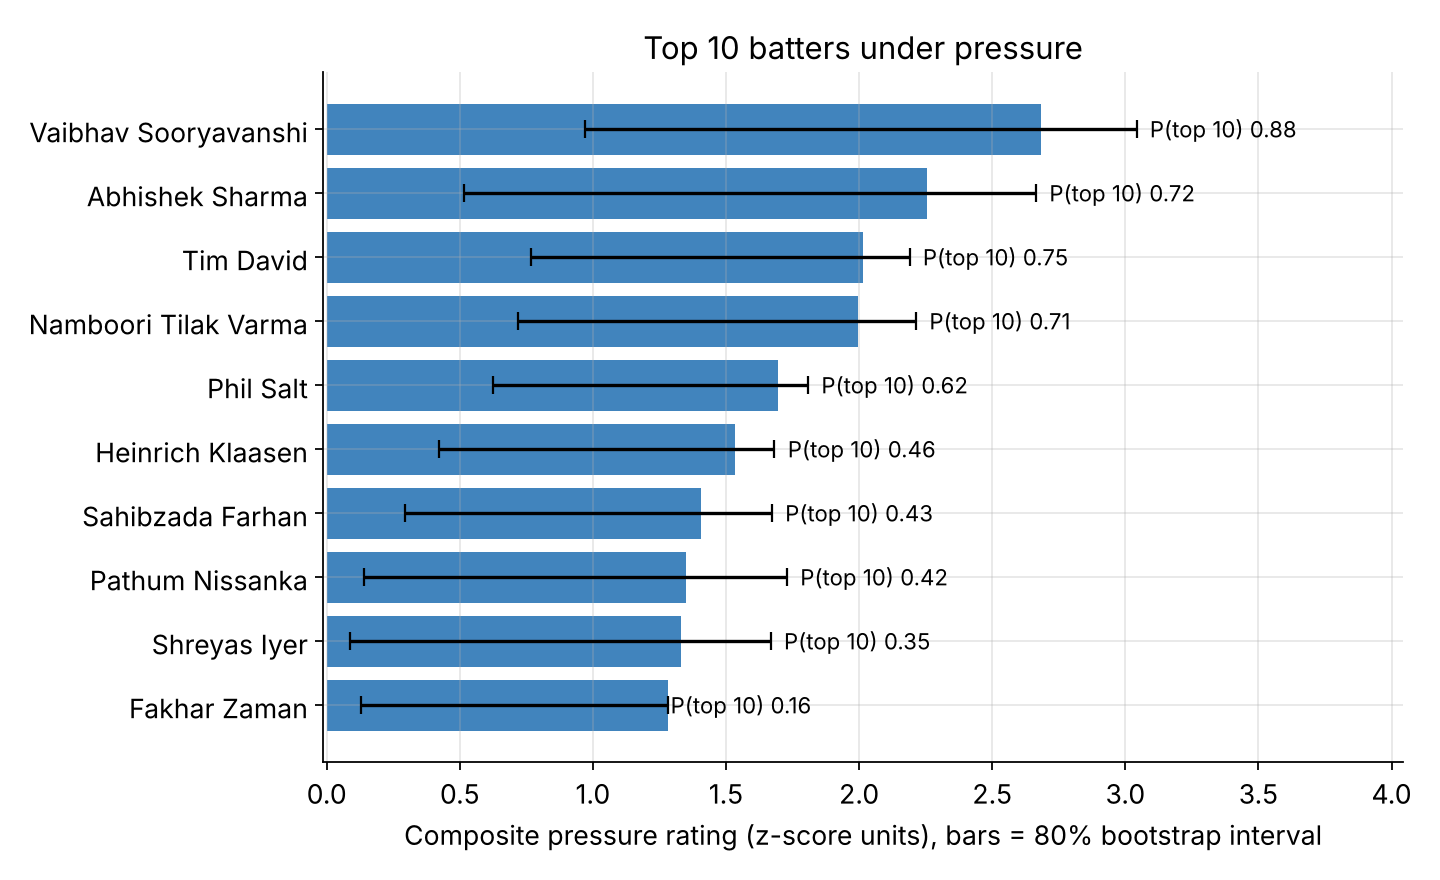 Top 10 batters under pressure
Vaibhav Sooryavanshi P(top 10) 0.88
Abhishek Sharma P(top 10) 0.72
Tim David P(top 10) 0.75
Namboori Tilak Varma P(top 10) 0.71
Phil Salt P(top 10) 0.62
Heinrich Klaasen P(top 10) 0.46
Sahibzada Farhan P(top 10) 0.43
Pathum Nissanka P(top 10) 0.42
Shreyas Iyer P(top 10) 0.35
Fakhar Zaman P(top 10) 0.16
0.0 0.5 1.0 1.5 2.0 2.5 3.0 3.5 4.0
Composite pressure rating (z-score units), bars = 80% bootstrap interval